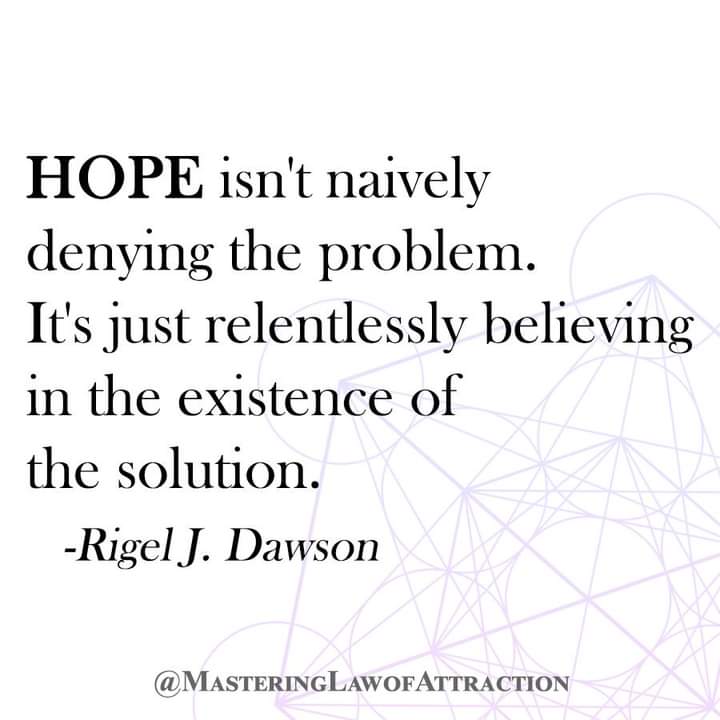 HOPE isn't naively
denying the problem.
It's just relentlessly believing
in the existence of
the solution.
-Rigel J. Dawson
@MasteringLawofAttraction